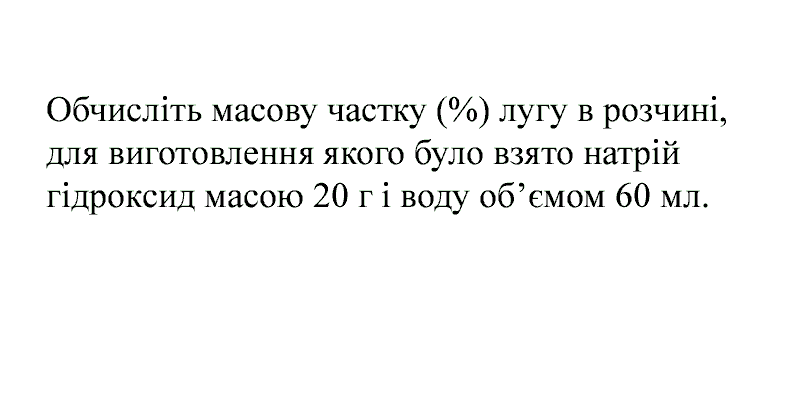 Обчисліть масову частку (%) лугу в розчині,
для виготовлення якого було взято натрій
гідроксид масою 20 г і воду об’ємом 60 мл.